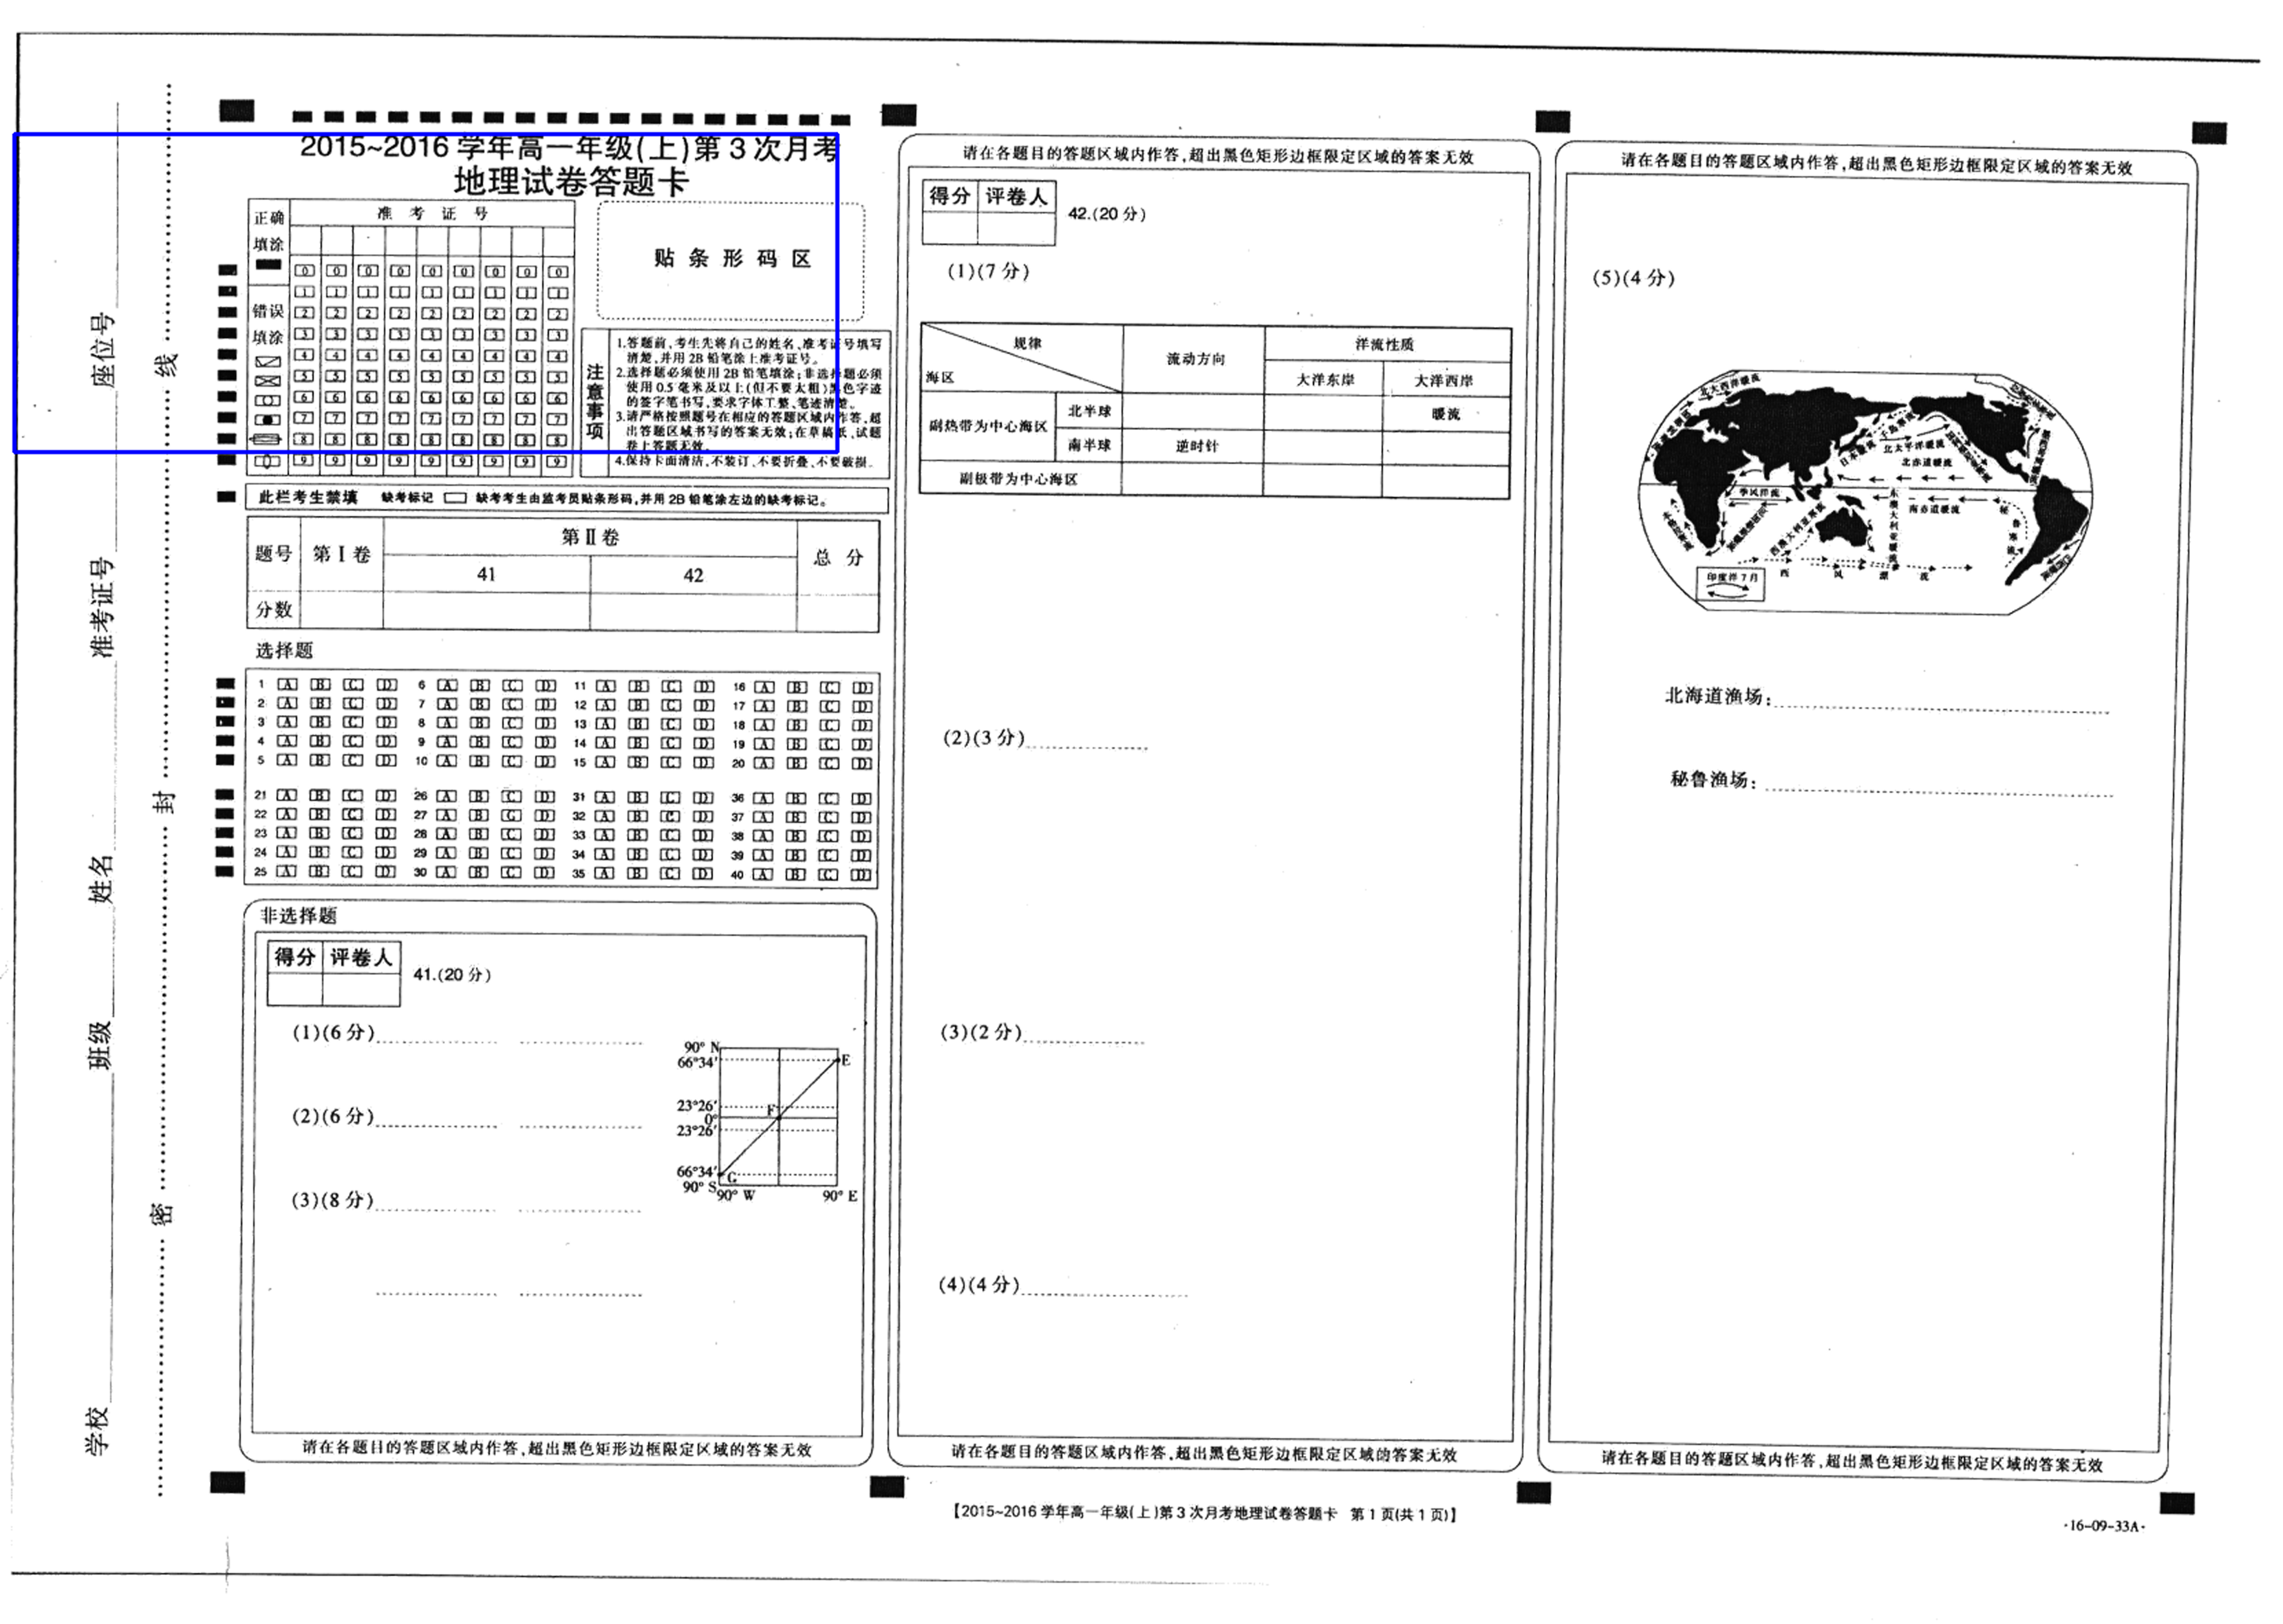 2015~2016 学年高一年级(上)第 3 次月考
地理试卷答题卡
座位号
准考证号
姓名
班级
学校
线
封
密
正确
填涂
错误
填涂
准 考 证 号
0 0 0 0 0 0 0 0 0
1 1 1 1 1 1 1 1 1
2 2 2 2 2 2 2 2 2
3 3 3 3 3 3 3 3 3
4 4 4 4 4 4 4 4 4
5 5 5 5 5 5 5 5 5
6 6 6 6 6 6 6 6 6
7 7 7 7 7 7 7 7 7
8 8 8 8 8 8 8 8 8
9 9 9 9 9 9 9 9 9
贴 条 形 码 区
注意事项
1.答题前,考生先将自己的姓名、准考证号填写
清楚,并用 2B 铅笔涂上准考证号。
2.选择题必须使用 2B 铅笔填涂;非选择题必须
使用 0.5 毫米及以上(但不要太粗)黑色字迹
的签字笔书写,要求字体工整、笔迹清楚。
3.请严格按照题号在相应的答题区域内作答,超
出答题区域书写的答案无效;在草稿纸、试题
卷上答题无效。
4.保持卡面清洁,不装订、不要折叠、不要破损。
此栏考生禁填 缺考标记 缺考考生由监考员贴条形码,并用 2B 铅笔涂左边的缺考标记。
题号 第Ⅰ卷 第Ⅱ卷 总 分
41 42
分数
选择题
1 A B C D 6 A B C D 11 A B C D 16 A B C D
2 A B C D 7 A B C D 12 A B C D 17 A B C D
3 A B C D 8 A B C D 13 A B C D 18 A B C D
4 A B C D 9 A B C D 14 A B C D 19 A B C D
5 A B C D 10 A B C D 15 A B C D 20 A B C D
21 A B C D 26 A B C D 31 A B C D 36 A B C D
22 A B C D 27 A B C D 32 A B C D 37 A B C D
23 A B C D 28 A B C D 33 A B C D 38 A B C D
24 A B C D 29 A B C D 34 A B C D 39 A B C D
25 A B C D 30 A B C D 35 A B C D 40 A B C D
非选择题
得分 评卷人
41.(20 分)
(1)(6 分)
(2)(6 分)
(3)(8 分)
90° N
66°34′ E
23°26′ F
0°
23°26′
66°34′ G
90° S
90° W 90° E
请在各题目的答题区域内作答,超出黑色矩形边框限定区域的答案无效
请在各题目的答题区域内作答,超出黑色矩形边框限定区域的答案无效
得分 评卷人
42.(20 分)
(1)(7 分)
规律 流动方向 洋流性质
海区 大洋东岸 大洋西岸
副热带为中心海区 北半球 暖流
南半球 逆时针
副极带为中心海区
(2)(3 分)
(3)(2 分)
(4)(4 分)
请在各题目的答题区域内作答,超出黑色矩形边框限定区域的答案无效
请在各题目的答题区域内作答,超出黑色矩形边框限定区域的答案无效
(5)(4 分)
北大西洋暖流
日本暖流
千岛寒流
北太平洋暖流
北赤道暖流
季风洋流
南赤道暖流
东澳大利亚暖流
西澳大利亚寒流
秘鲁寒流
西 风 漂 流
印度洋 7 月
北海道渔场:
秘鲁渔场:
请在各题目的答题区域内作答,超出黑色矩形边框限定区域的答案无效
【2015~2016 学年高一年级(上)第 3 次月考地理试卷答题卡 第 1 页(共 1 页)】
·16-09-33A·